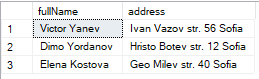 fullName address
1 Victor Yanev Ivan Vazov str. 56 Sofia
2 Dimo Yordanov Hristo Botev str. 12 Sofia
3 Elena Kostova Geo Milev str. 40 Sofia